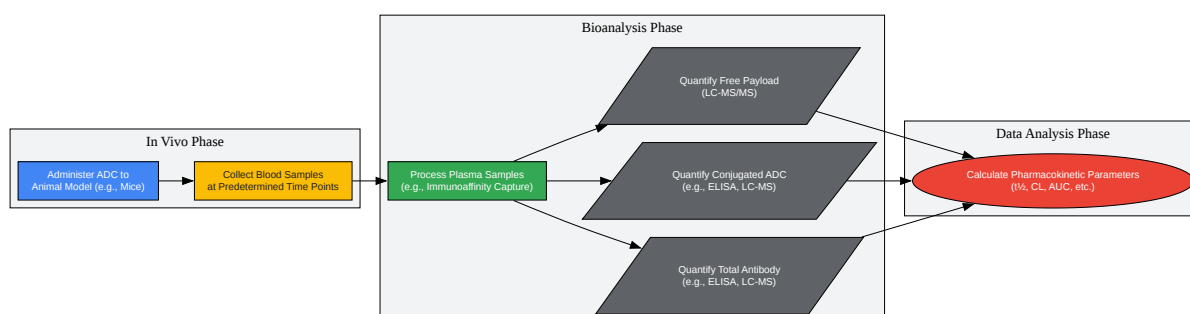 In Vivo Phase
Administer ADC to
Animal Model (e.g., Mice)
Collect Blood Samples
at Predetermined Time Points
Bioanalysis Phase
Process Plasma Samples
(e.g., Immunoaffinity Capture)
Quantify Free Payload
(LC-MS/MS)
Quantify Conjugated ADC
(e.g., ELISA, LC-MS)
Quantify Total Antibody
(e.g., ELISA, LC-MS)
Data Analysis Phase
Calculate Pharmacokinetic Parameters
(t½, CL, AUC, etc.)